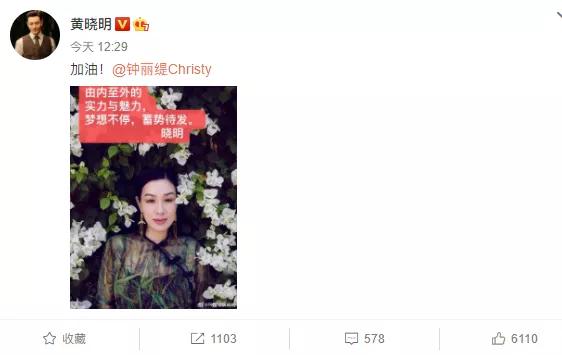 黄晓明
今天 12:29
加油！@钟丽缇Christy
由内至外的
实力与魅力，
梦想不停，蓄势待发。
晓明
收藏
1103
578
6110